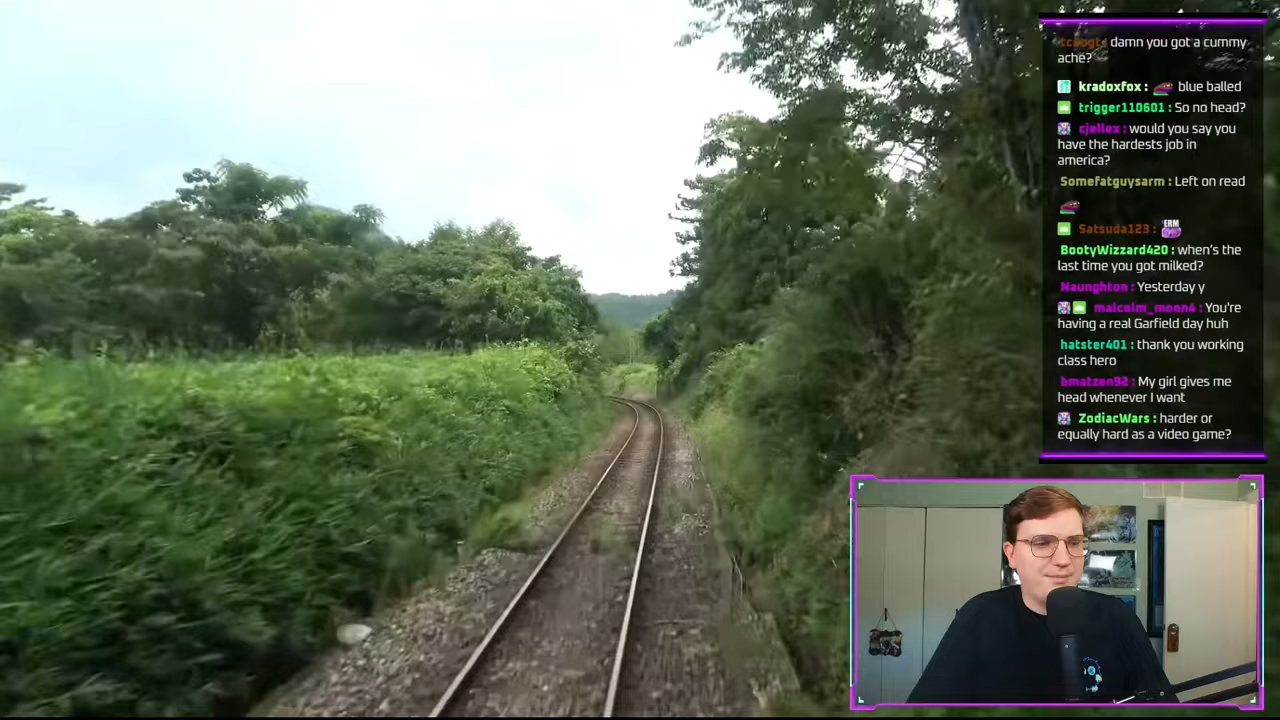 tcoogt: damn you got a cummy
ache?
kradoxfox : blue balled
trigger110601 : So no head?
cjellex : would you say you
have the hardests job in
america?
Somefatguysarm : Left on read
Satsuda123 : ERM
BootyWizzard420 : when's the
last time you got milked?
Naunghton : Yesterday y
malcolm_moon4 : You're
having a real Garfield day huh
hatster401 : thank you working
class hero
bmatzen92 : My girl gives me
head whenever I want
ZodiacWars : harder or
equally hard as a video game?